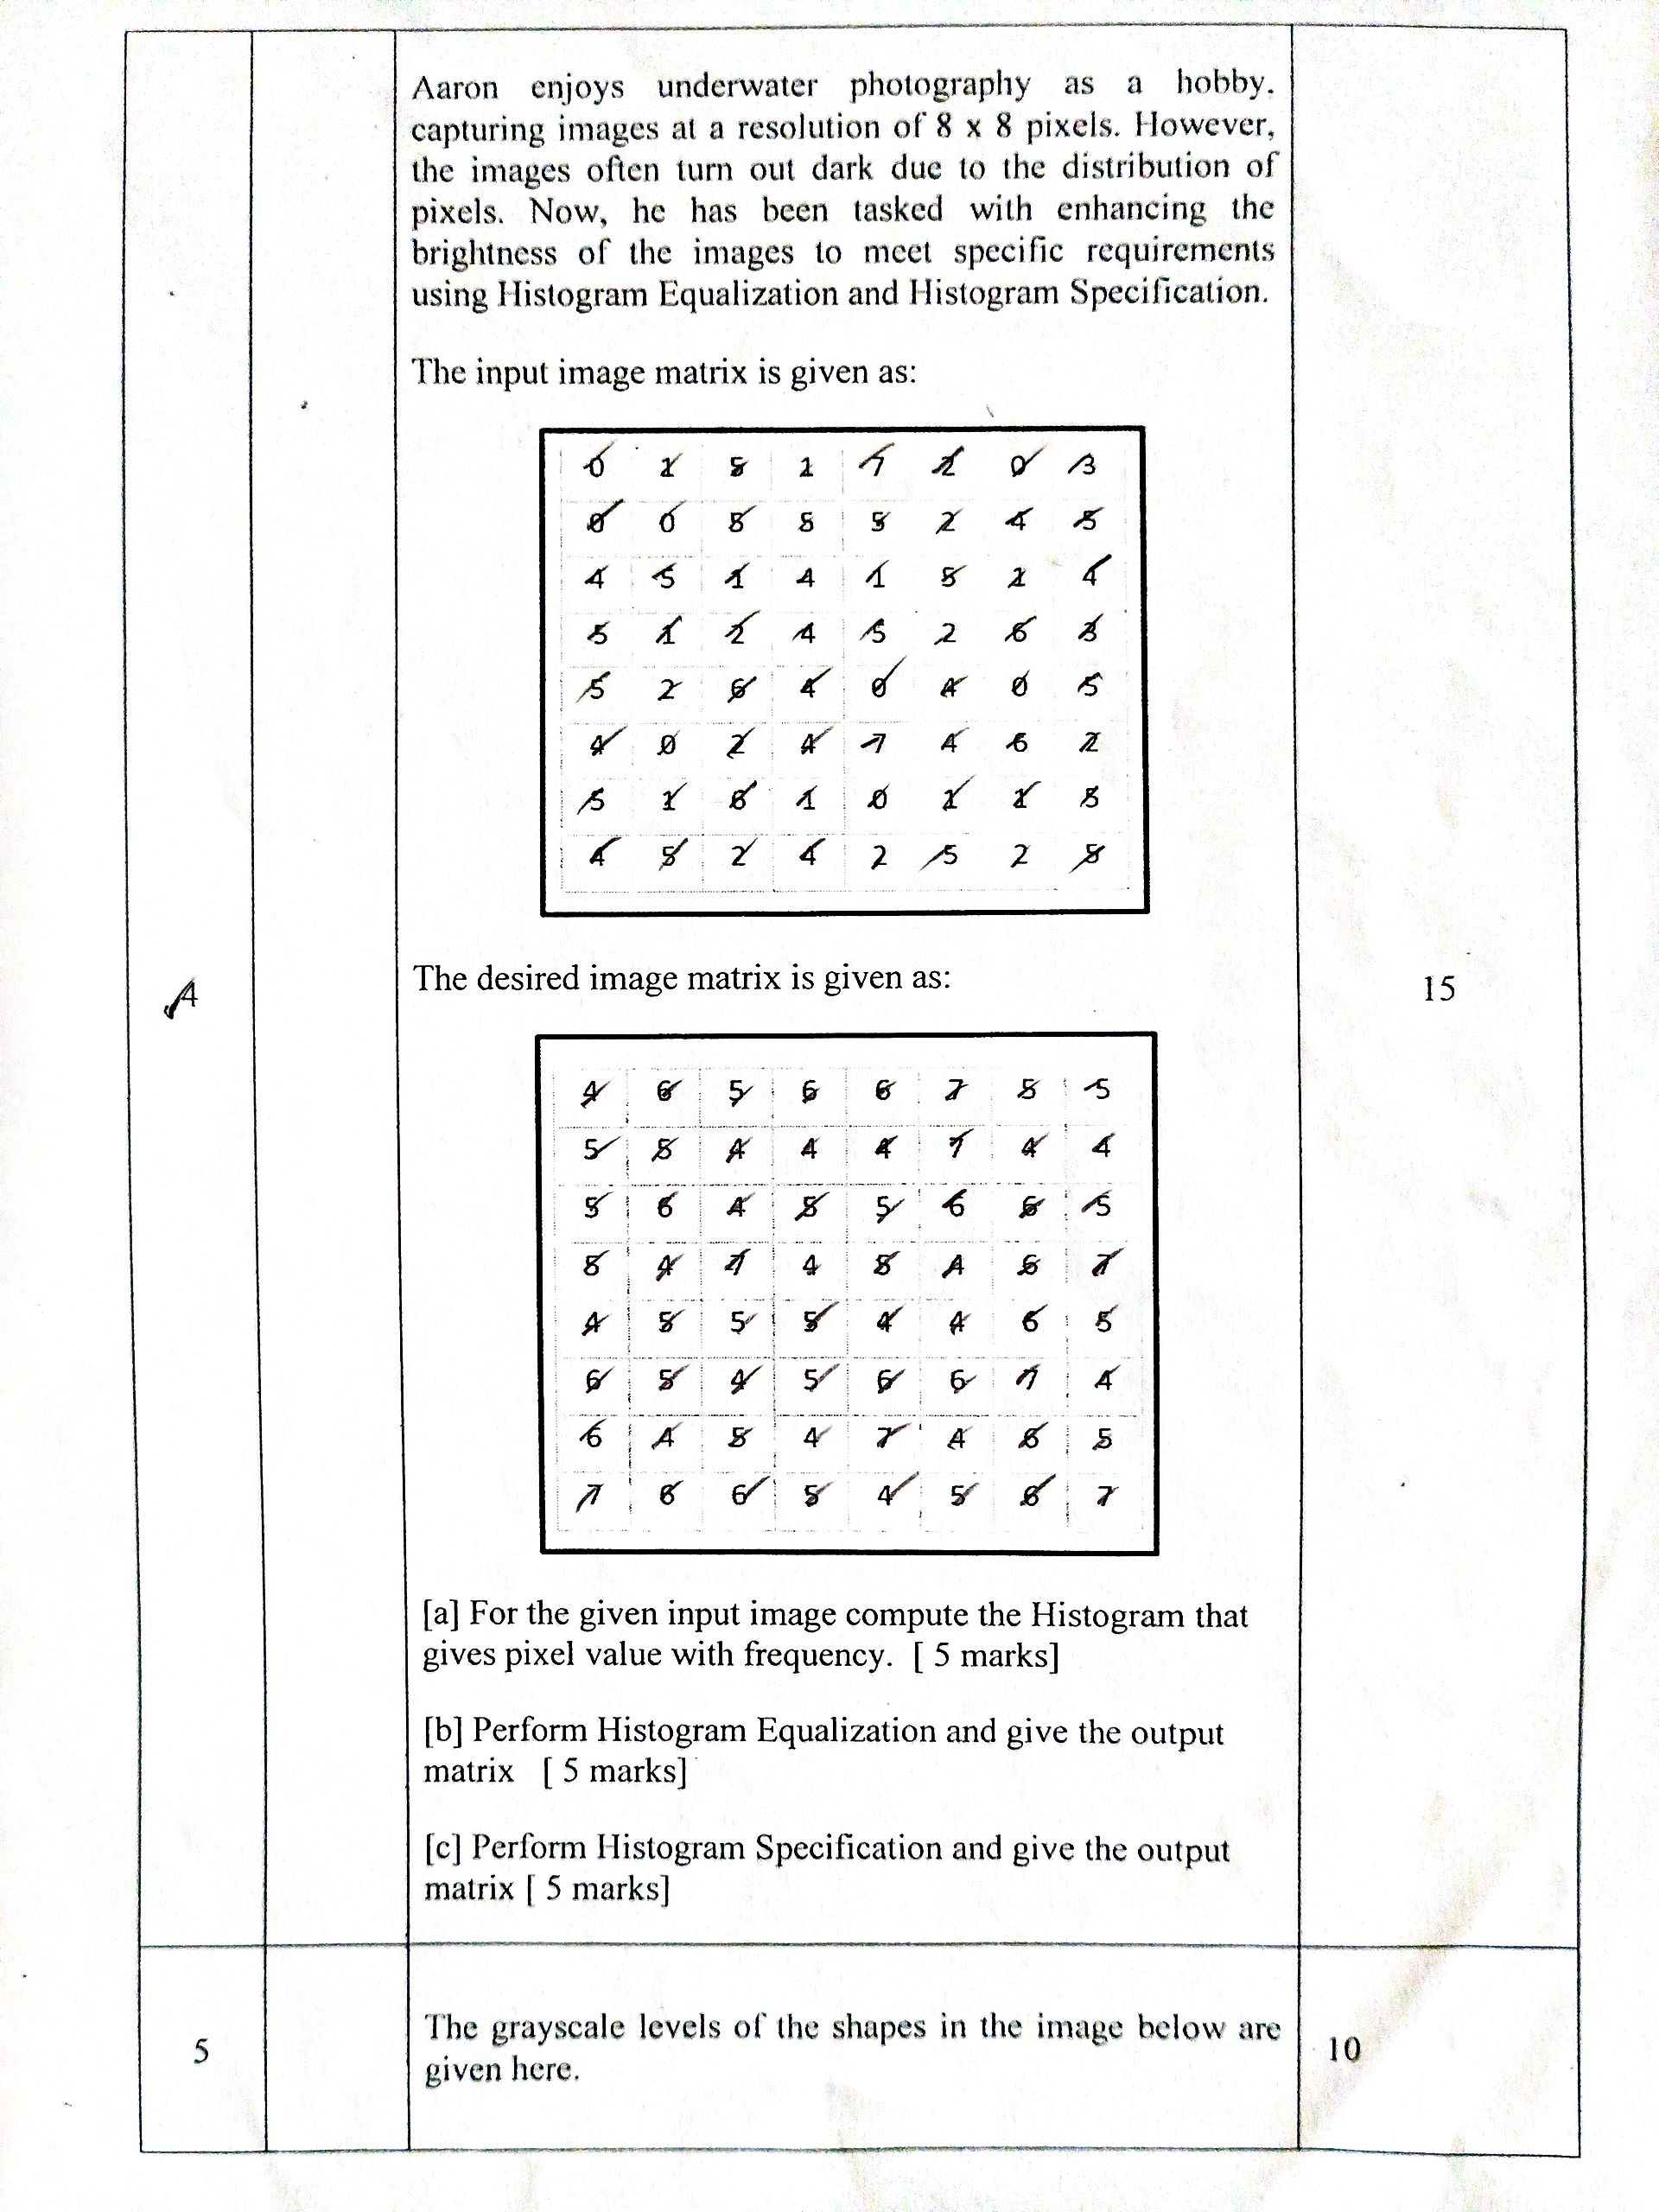 Aaron enjoys underwater photography as a hobby.
capturing images at a resolution of 8 x 8 pixels. However,
the images often turn out dark due to the distribution of
pixels. Now, he has been tasked with enhancing the
brightness of the images to meet specific requirements
using Histogram Equalization and Histogram Specification.
The input image matrix is given as:
0 5 1 7 2 0 3
0 0 5 5 5 2 4 5
4 5 1 4 1 5 4
5 1 2 4 5 2 6 3
5 2 6 4 0 4 0 5
4 0 2 4 7 4 6 2
5 6 1 0 5
4 5 2 4 2 5 2 5
The desired image matrix is given as:
4 6 5 6 6 7 5 5
5 5 4 4 4 7 4 4
5 6 4 5 5 6 6 5
5 4 7 4 5 4 6 7
4 5 5 5 4 4 6 5
6 5 4 5 6 6 7 4
6 4 5 4 7 4 6 5
7 6 6 5 4 5 6 7
4
15
[a] For the given input image compute the Histogram that
gives pixel value with frequency. [ 5 marks]
[b] Perform Histogram Equalization and give the output
matrix [ 5 marks]
[c] Perform Histogram Specification and give the output
matrix [ 5 marks]
5
The grayscale levels of the shapes in the image below are
given here.
10